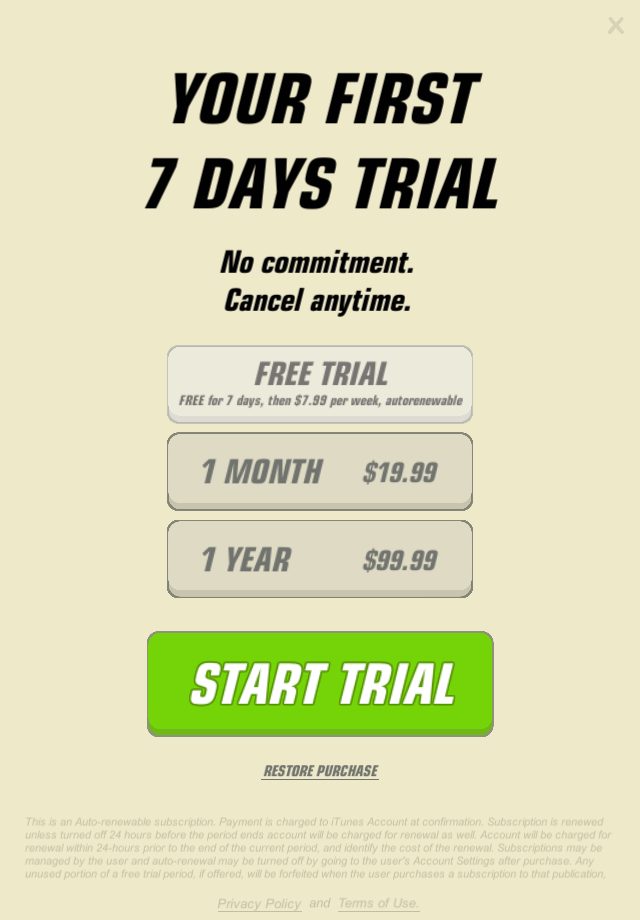 X
YOUR FIRST
7 DAYS TRIAL
No commitment.
Cancel anytime.
FREE TRIAL
FREE for 7 days, then $7.99 per week, autorenewable
1 MONTH $19.99
1 YEAR $99.99
START TRIAL
RESTORE PURCHASE
This is an Auto-renewable subscription. Payment is charged to iTunes Account at confirmation. Subscription is renewed
unless turned off 24 hours before the period ends account will be charged for renewal as well. Account will be charged for
renewal within 24-hours prior to the end of the current period, and identify the cost of the renewal. Subscriptions may be
managed by the user and auto-renewal may be turned off by going to the user's Account Settings after purchase. Any
unused portion of a free trial period, if offered, will be forfeited when the user purchases a subscription to that publication,
Privacy Policy and Terms of Use.